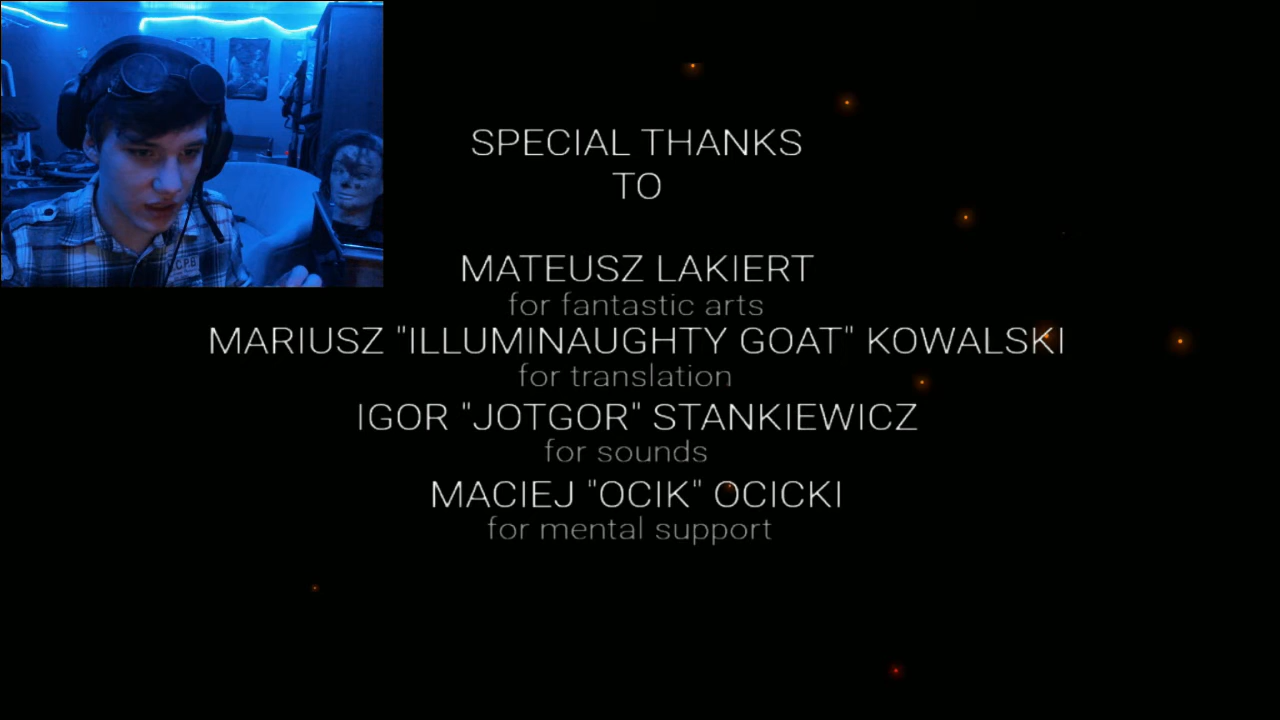 SPECIAL THANKS
TO
MATEUSZ LAKIERT
for fantastic arts
MARIUSZ "ILLUMINAUGHTY GOAT" KOWALSKI
for translation
IGOR "JOTGOR" STANKIEWICZ
for sounds
MACIEJ "OCIK" OCICKI
for mental support